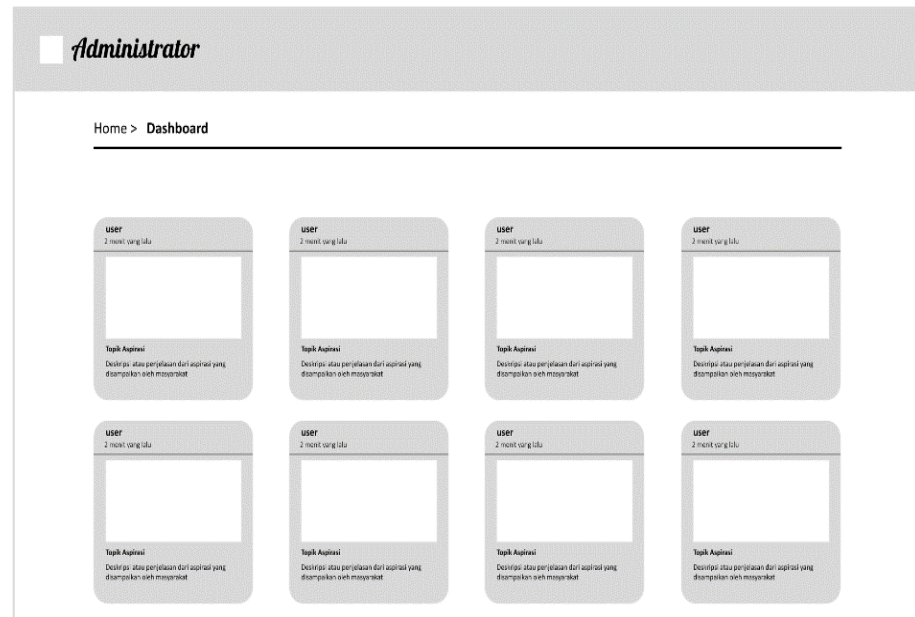 Administrator
Home > Dashboard
user
2 menit yang lalu
Topik Aspirasi
Deskripsi atau penjelasan dari aspirasi yang
disampaikan oleh masyarakat
user
2 menit yang lalu
Topik Aspirasi
Deskripsi atau penjelasan dari aspirasi yang
disampaikan oleh masyarakat
user
2 menit yang lalu
Topik Aspirasi
Deskripsi atau penjelasan dari aspirasi yang
disampaikan oleh masyarakat
user
2 menit yang lalu
Topik Aspirasi
Deskripsi atau penjelasan dari aspirasi yang
disampaikan oleh masyarakat
user
2 menit yang lalu
Topik Aspirasi
Deskripsi atau penjelasan dari aspirasi yang
disampaikan oleh masyarakat
user
2 menit yang lalu
Topik Aspirasi
Deskripsi atau penjelasan dari aspirasi yang
disampaikan oleh masyarakat
user
2 menit yang lalu
Topik Aspirasi
Deskripsi atau penjelasan dari aspirasi yang
disampaikan oleh masyarakat
user
2 menit yang lalu
Topik Aspirasi
Deskripsi atau penjelasan dari aspirasi yang
disampaikan oleh masyarakat